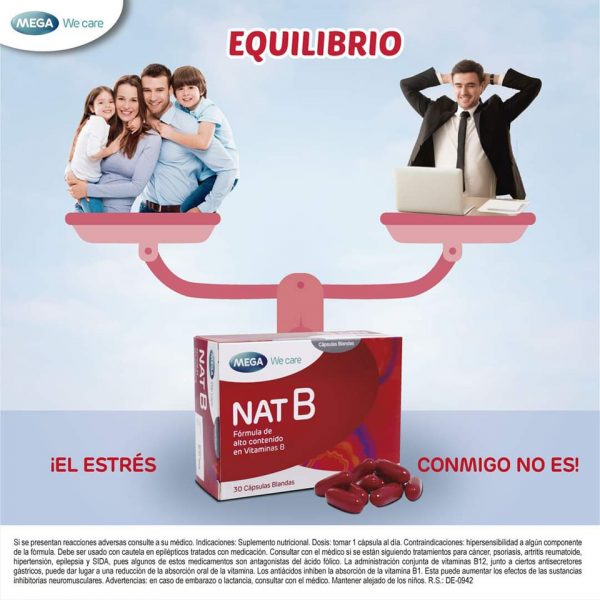 MEGA We care
EQUILIBRIO
Cápsulas Blandas
MEGA We care
NAT B
NAT B
Fórmula de
alto contenido
en Vitaminas B
30 Cápsulas Blandas
¡EL ESTRÉS
CONMIGO NO ES!
Si se presentan reacciones adversas consulte a su médico. Indicaciones: Suplemento nutricional. Dosis: tomar 1 cápsula al día. Contraindicaciones: hipersensibilidad a algún componente
de la fórmula. Debe ser usado con cautela en epilépticos tratados con medicación. Consultar con el médico si se están siguiendo tratamientos para cáncer, psoriasis, artritis reumatoide,
hipertensión, epilepsia y SIDA, pues algunos de estos medicamentos son antagonistas del ácido fólico. La administración conjunta de vitaminas B12, junto a ciertos antisecretores
gástricos, puede dar lugar a una reducción de la absorción oral de la vitamina. Los antiácidos inhiben la absorción de la vitamina B1. Esta puede aumentar los efectos de las sustancias
inhibitorias neuromusculares. Advertencias: en caso de embarazo o lactancia, consultar con el médico. Mantener alejado de los niños. R.S.: DE-0942